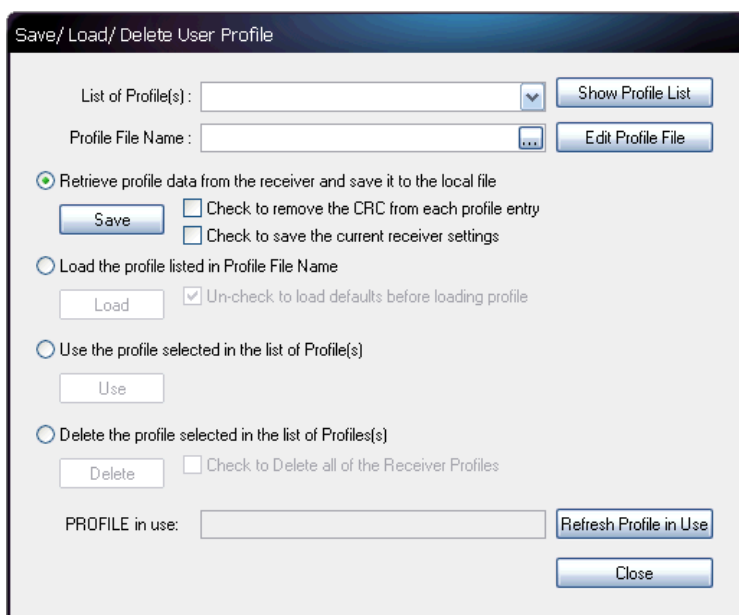 Save/ Load/ Delete User Profile
List of Profile(s) : Show Profile List
Profile File Name : ... Edit Profile File
Retrieve profile data from the receiver and save it to the local file
Save Check to remove the CRC from each profile entry
Check to save the current receiver settings
Load the profile listed in Profile File Name
Load Un-check to load defaults before loading profile
Use the profile selected in the list of Profile(s)
Use
Delete the profile selected in the list of Profiles(s)
Delete Check to Delete all of the Receiver Profiles
PROFILE in use: Refresh Profile in Use
Close